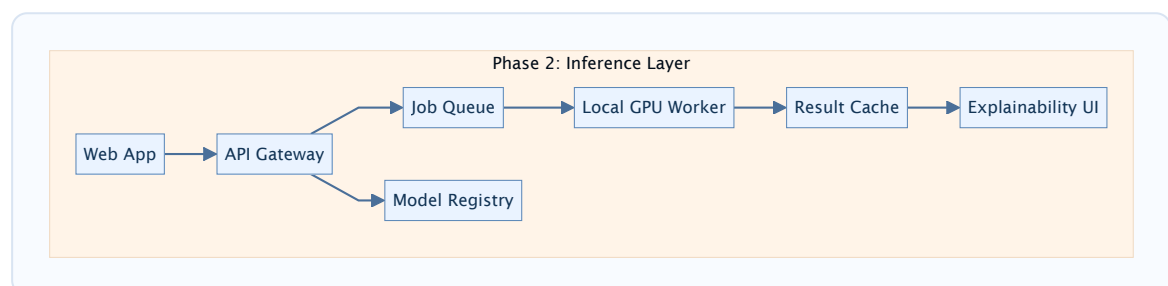 Phase 2: Inference Layer
Web App
API Gateway
Job Queue
Local GPU Worker
Result Cache
Explainability UI
Model Registry